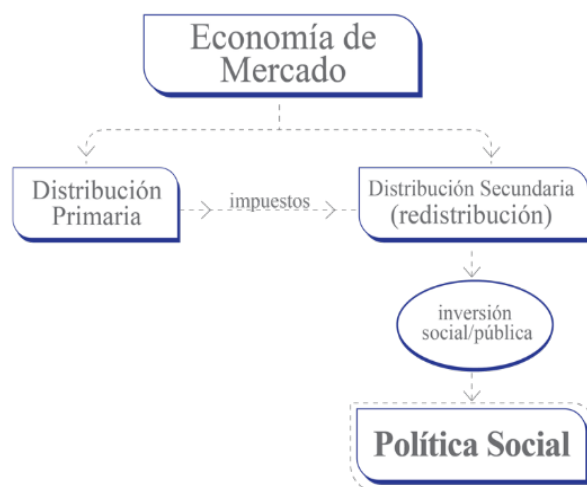 Economía de
Mercado
Distribución
Primaria
impuestos
Distribución Secundaria
(redistribución)
inversión
social/pública
Política Social